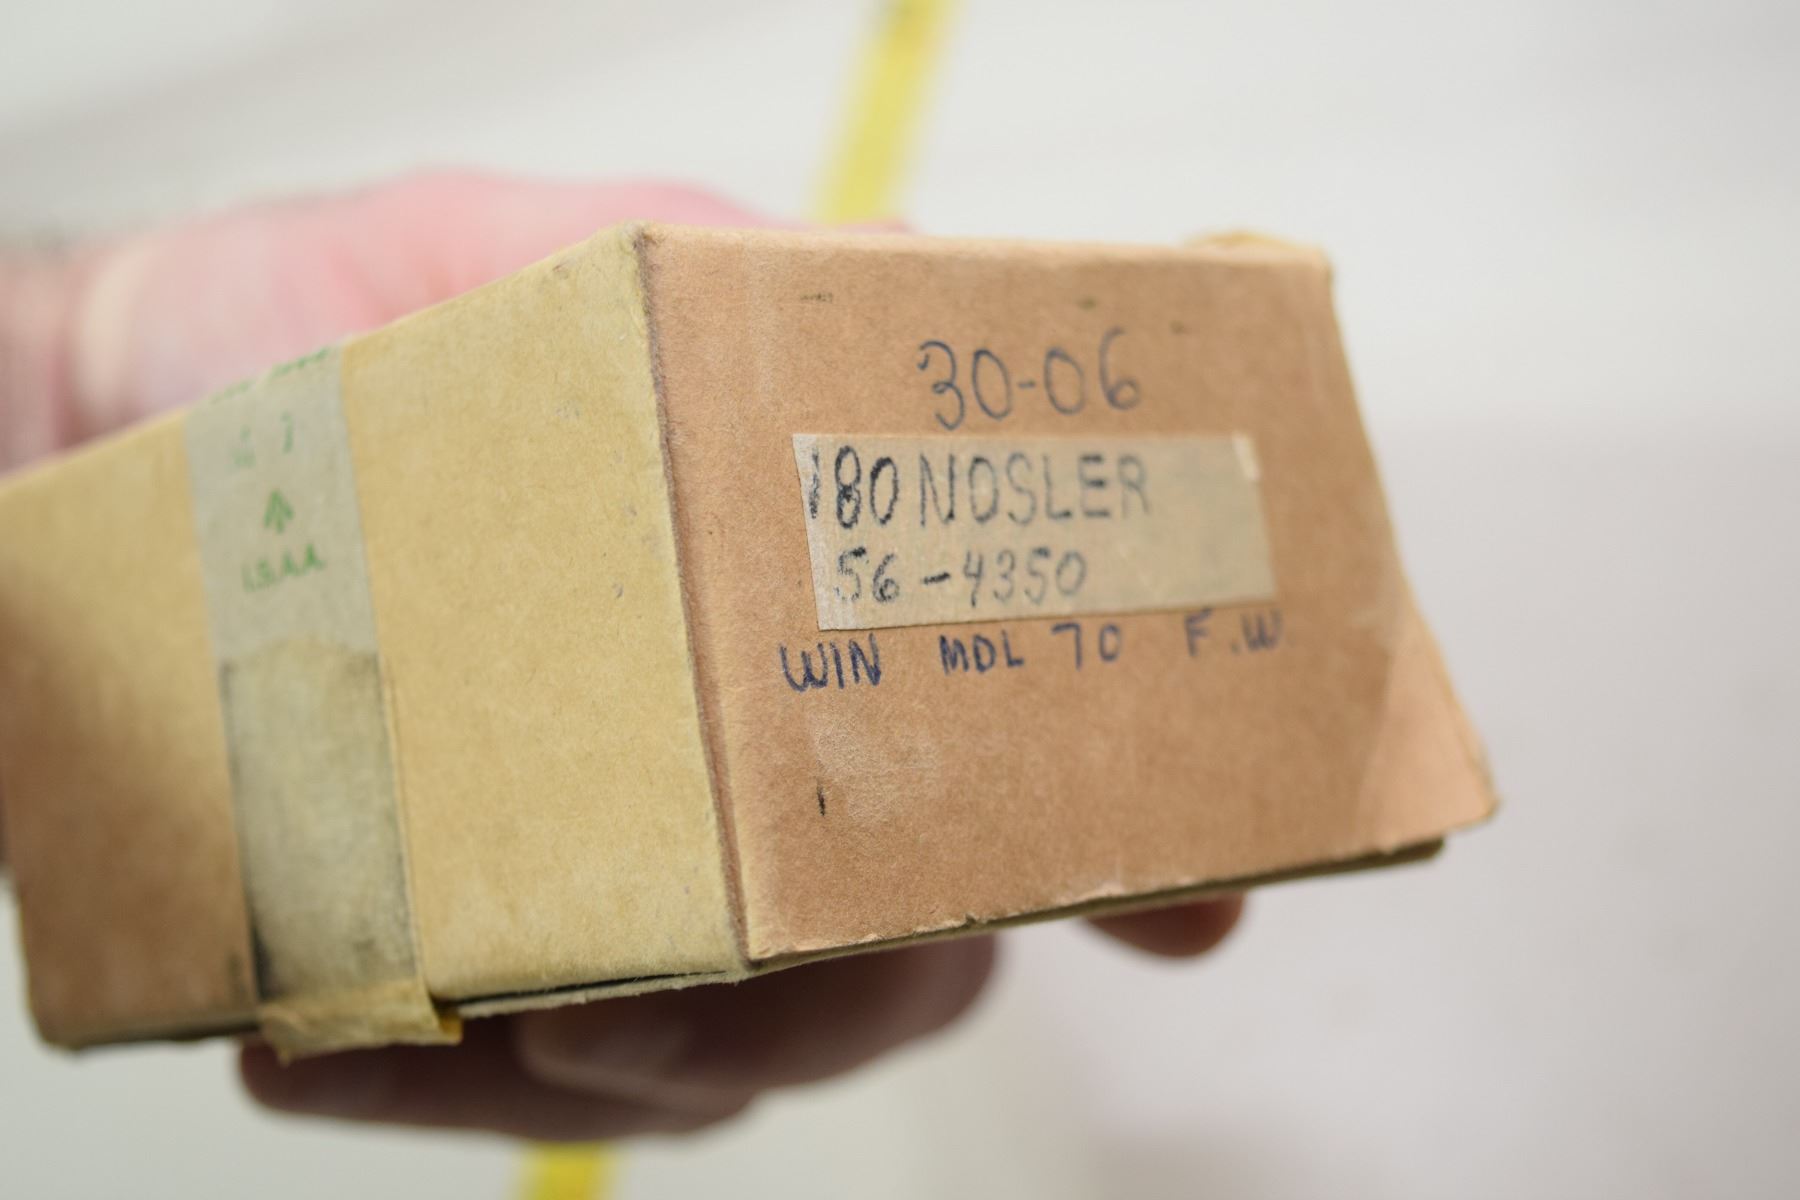 30-06
180 NOSLER
56-4350
WIN MDL 70 F.W.
I.S.A.A.